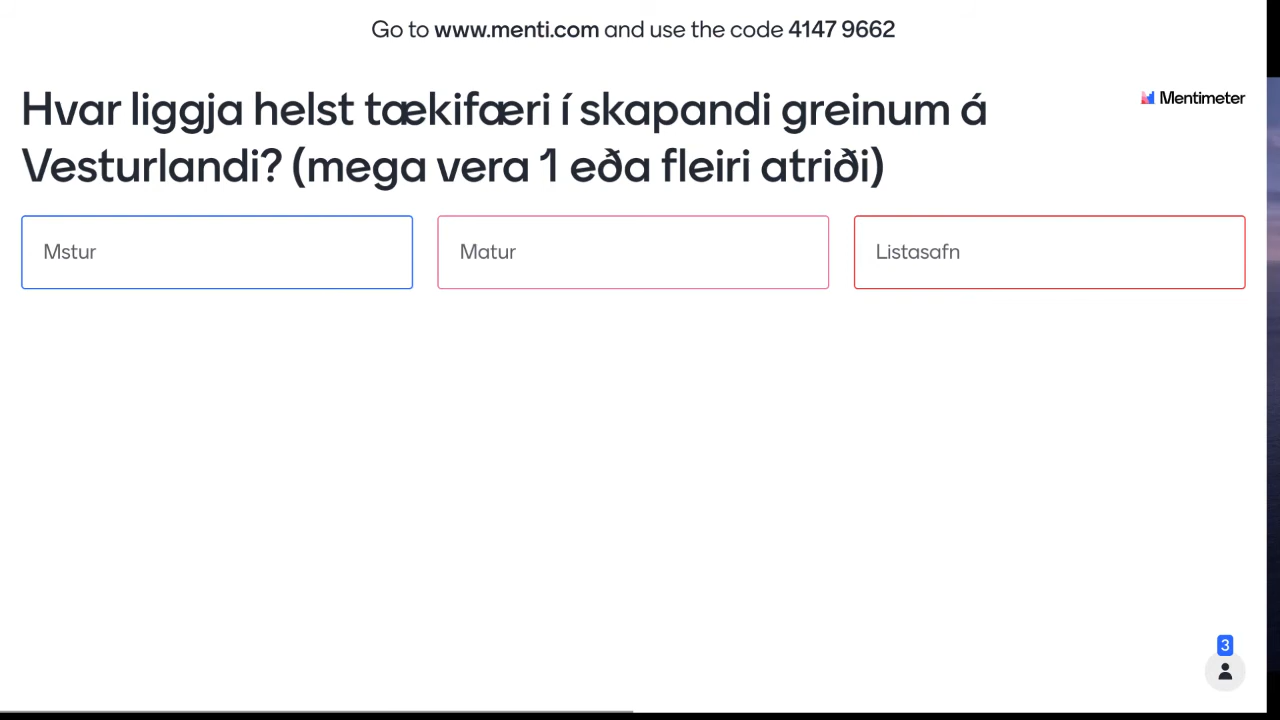 Go to www.menti.com and use the code 4147 9662
Hvar liggja helst tækifæri í skapandi greinum á
Vesturlandi? (mega vera 1 eða fleiri atriði)
Mentimeter
Mstur
Matur
Listasafn
3